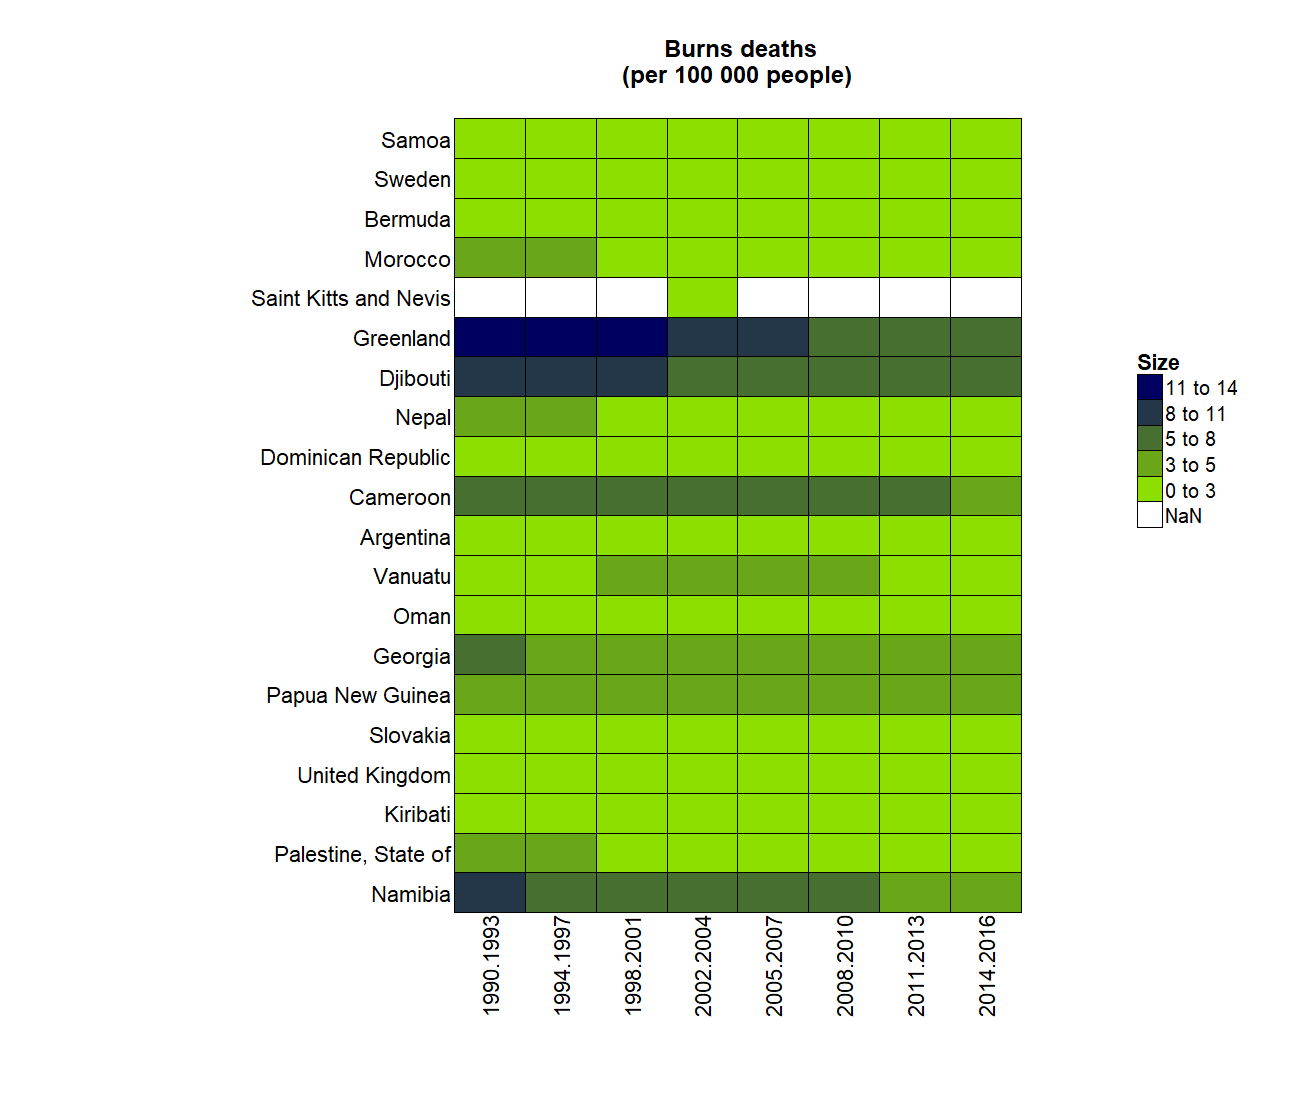 Burns deaths
(per 100 000 people)
Samoa
Sweden
Bermuda
Morocco
Saint Kitts and Nevis
Greenland
Djibouti
Nepal
Dominican Republic
Cameroon
Argentina
Vanuatu
Oman
Georgia
Papua New Guinea
Slovakia
United Kingdom
Kiribati
Palestine, State of
Namibia
1990.1993
1994.1997
1998.2001
2002.2004
2005.2007
2008.2010
2011.2013
2014.2016
Size
11 to 14
8 to 11
5 to 8
3 to 5
0 to 3
NaN